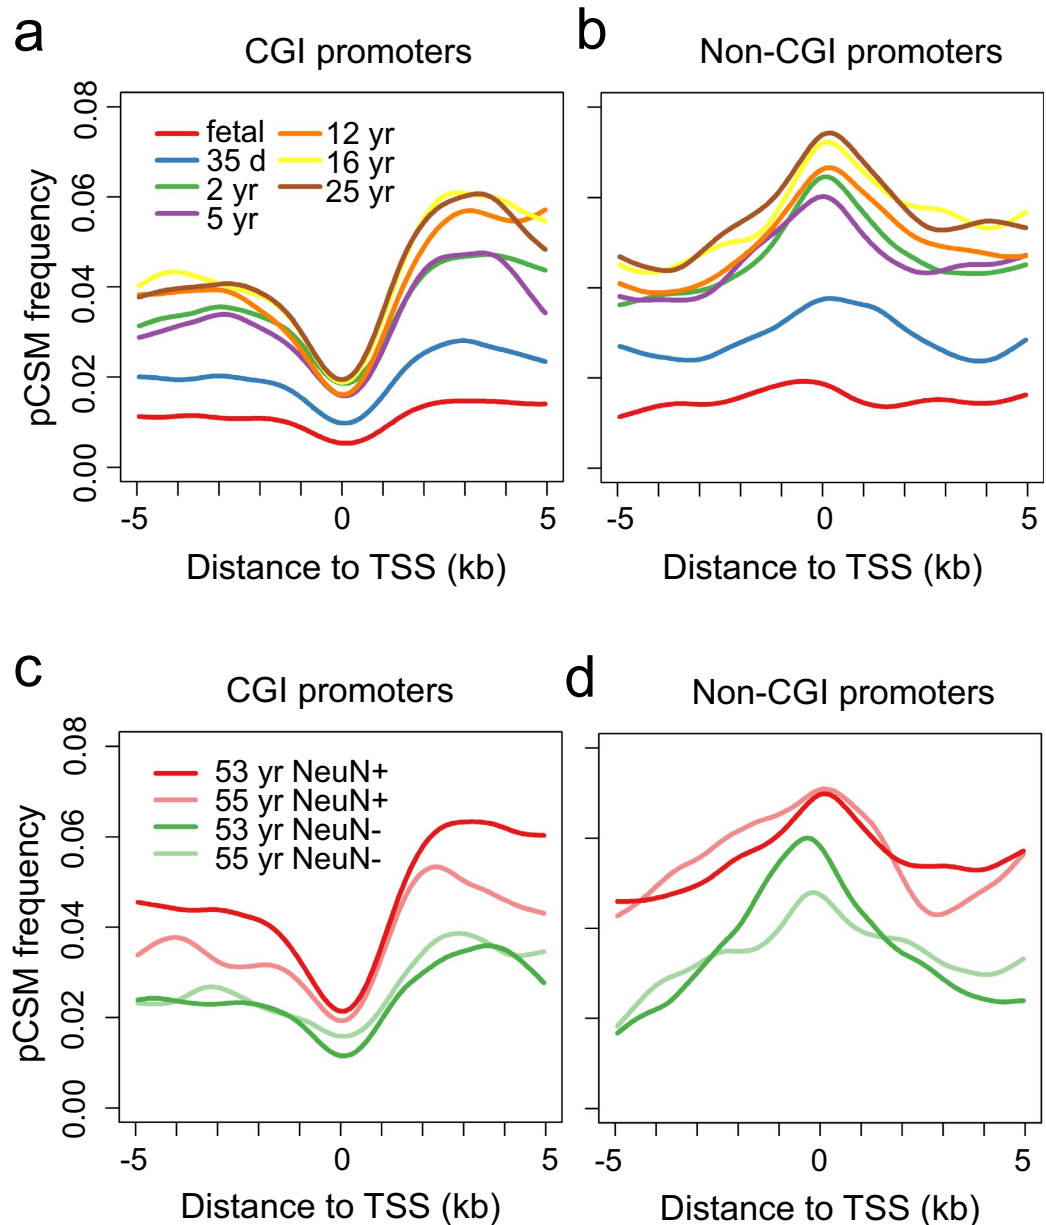 a
CGI promoters
b
Non-CGI promoters
pCSM frequency
0.00 0.02 0.04 0.06 0.08
fetal
35 d
2 yr
5 yr
12 yr
16 yr
25 yr
-5 0 5
-5 0 5
Distance to TSS (kb)
Distance to TSS (kb)
c
CGI promoters
d
Non-CGI promoters
pCSM frequency
0.00 0.02 0.04 0.06 0.08
53 yr NeuN+
55 yr NeuN+
53 yr NeuN-
55 yr NeuN-
-5 0 5
-5 0 5
Distance to TSS (kb)
Distance to TSS (kb)